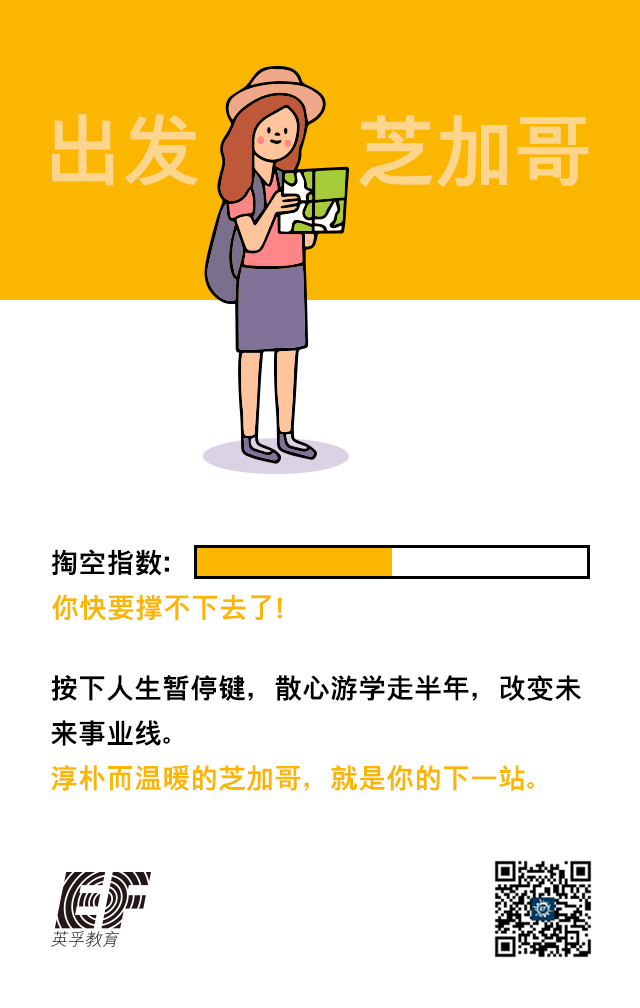 出发 芝加哥
掏空指数:
你快要撑不下去了!
按下人生暂停键，散心游学走半年，改变未
来事业线。
淳朴而温暖的芝加哥，就是你的下一站。
EF
英孚教育